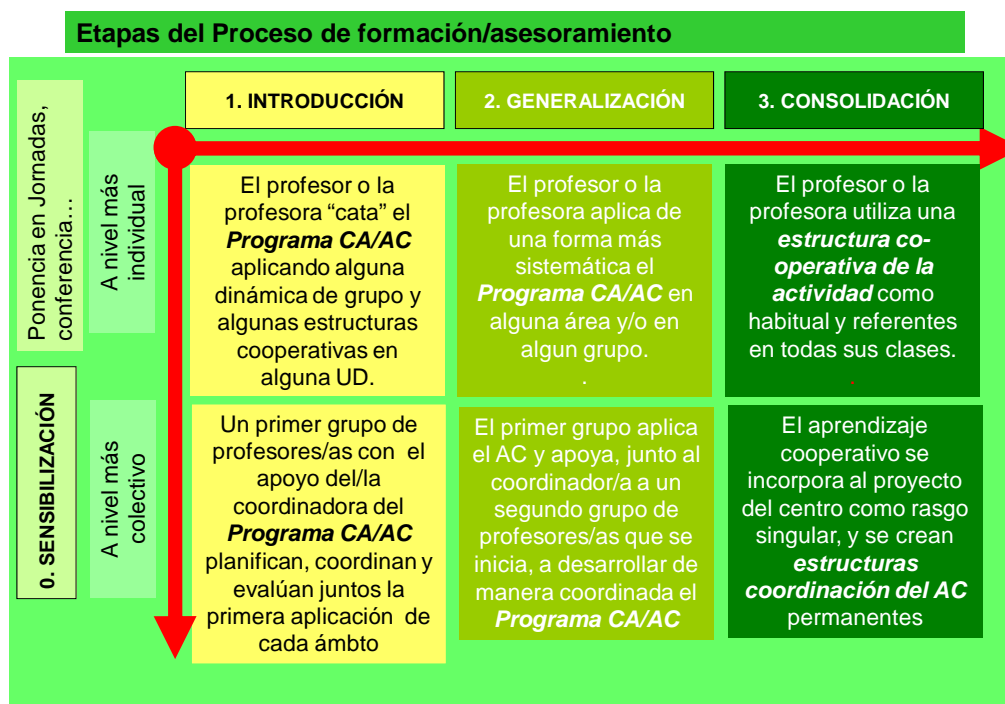 Etapas del Proceso de formación/asesoramiento
Ponencia en Jornadas,
conferencia...
0. SENSIBILIZACIÓN
A nivel más
individual
A nivel más
colectivo
1. INTRODUCCIÓN
2. GENERALIZACIÓN
3. CONSOLIDACIÓN
El profesor o la
profesora “cata” el
Programa CA/AC
aplicando alguna
dinámica de grupo y
algunas estructuras
cooperativas en
alguna UD.
El profesor o la
profesora aplica de
una forma más
sistemática el
Programa CA/AC en
alguna área y/o en
algun grupo.
.
El profesor o la
profesora utiliza una
estructura co-
operativa de la
actividad como
habitual y referentes
en todas sus clases.
.
Un primer grupo de
profesores/as con el
apoyo del/la
coordinadora del
Programa CA/AC
planifican, coordinan y
evalúan juntos la
primera aplicación de
cada ámbto
El primer grupo aplica
el AC y apoya, junto al
coordinador/a a un
segundo grupo de
profesores/as que se
inicia, a desarrollar de
manera coordinada el
Programa CA/AC
El aprendizaje
cooperativo se
incorpora al proyecto
del centro como rasgo
singular, y se crean
estructuras
coordinación del AC
permanentes